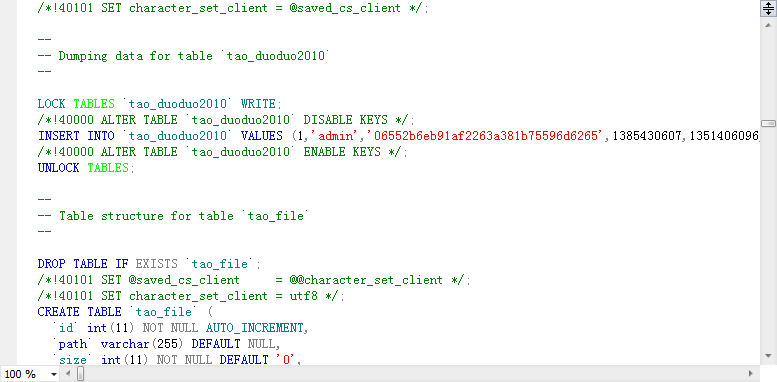 /*!40101 SET character_set_client = @saved_cs_client */;
--
-- Dumping data for table `tao_duoduo2010`
--
LOCK TABLES `tao_duoduo2010` WRITE;
/*!40000 ALTER TABLE `tao_duoduo2010` DISABLE KEYS */;
INSERT INTO `tao_duoduo2010` VALUES (1,'admin','06552b6eb91af2263a381b75596d6265',1385430607,1351406096,
/*!40000 ALTER TABLE `tao_duoduo2010` ENABLE KEYS */;
UNLOCK TABLES;
--
-- Table structure for table `tao_file`
--
DROP TABLE IF EXISTS `tao_file`;
/*!40101 SET @saved_cs_client     = @@character_set_client */;
/*!40101 SET character_set_client = utf8 */;
CREATE TABLE `tao_file` (
`id` int(11) NOT NULL AUTO_INCREMENT,
`path` varchar(255) DEFAULT NULL,
`size` int(11) NOT NULL DEFAULT '0',
100 %